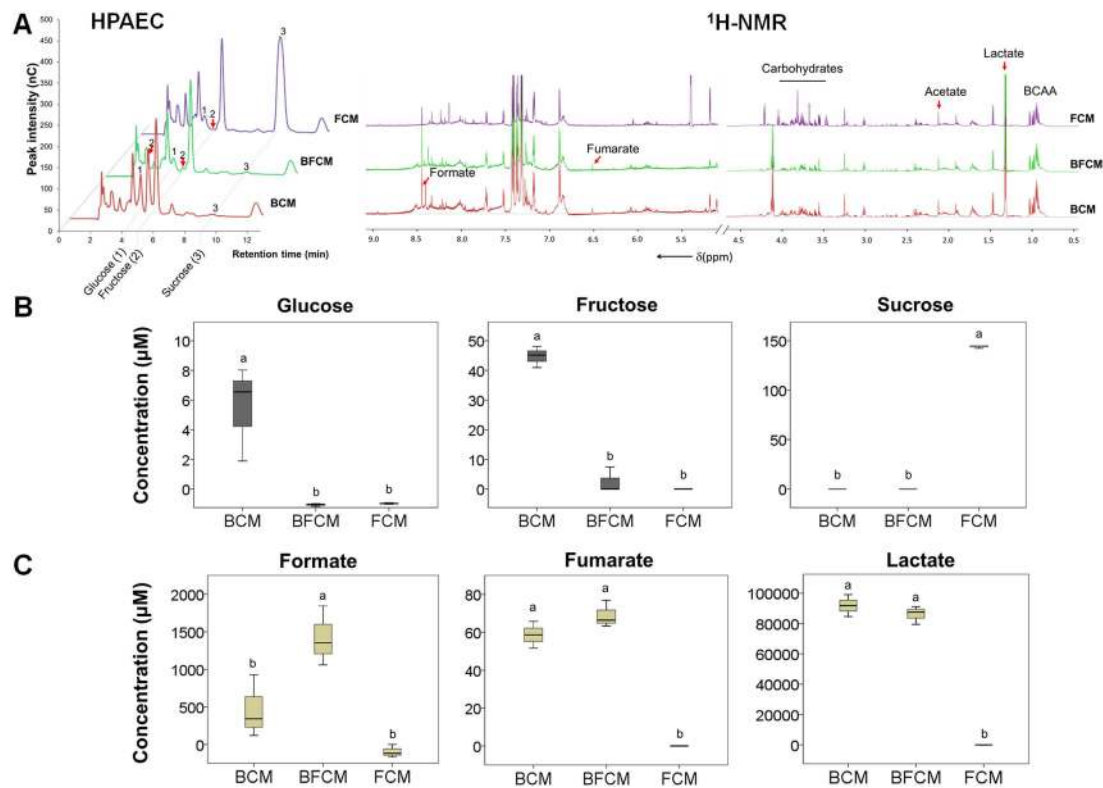 A HPAEC ¹H-NMR
Peak intensity (nC)
500
450
400
350
300
250
200
150
100
50
0
0 2 4 6 8 10 12
Retention time (min)
Glucose (1)
Fructose (2)
Sucrose (3)
1 2 3 FCM
1 2 3 BFCM
1 2 3 BCM
Carbohydrates
Lactate
Acetate
BCAA
Fumarate
Formate
FCM
FCM
BFCM
BCM
9.0 8.5 8.0 7.5 7.0 6.5 6.0 5.5 4.5 4.0 3.5 3.0 2.5 2.0 1.5 1.0 0.5
δ(ppm)
B
Glucose Fructose Sucrose
Concentration (µM)
10
8
6
4
2
0
a b b
BCM BFCM FCM
50
40
30
20
10
0
a b b
BCM BFCM FCM
150
100
50
0
b b a
BCM BFCM FCM
C
Formate Fumarate Lactate
Concentration (µM)
2000
1500
1000
500
0
b a b
BCM BFCM FCM
80
60
40
20
0
a a b
BCM BFCM FCM
100000
80000
60000
40000
20000
0
a a b
BCM BFCM FCM